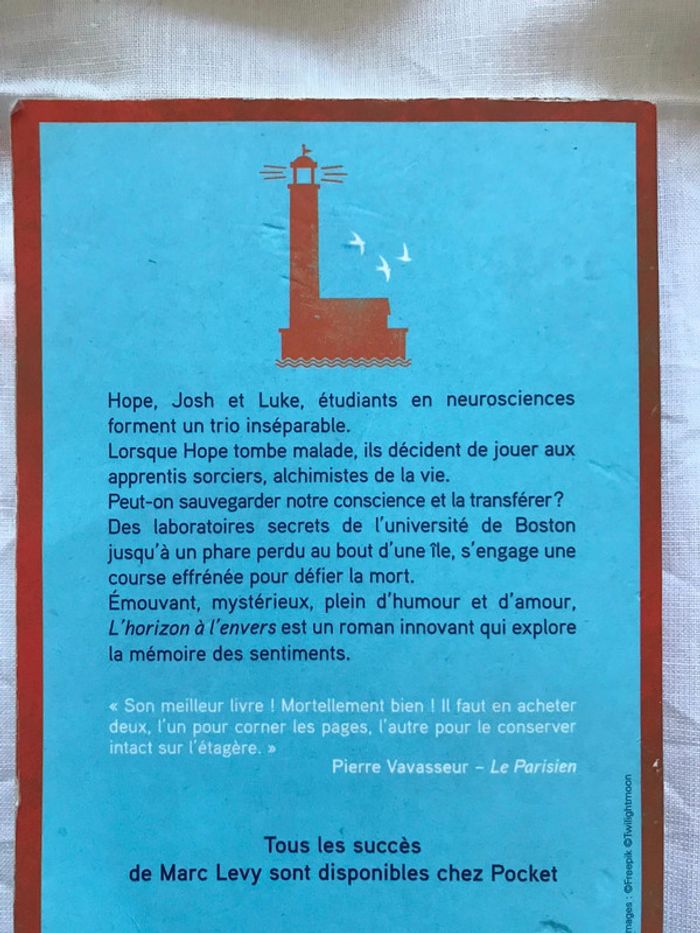 Hope, Josh et Luke, étudiants en neurosciences
forment un trio inséparable.
Lorsque Hope tombe malade, ils décident de jouer aux
apprentis sorciers, alchimistes de la vie.
Peut-on sauvegarder notre conscience et la transférer ?
Des laboratoires secrets de l'université de Boston
jusqu'à un phare perdu au bout d'une île, s'engage une
course effrénée pour défier la mort.
Émouvant, mystérieux, plein d'humour et d'amour,
L'horizon à l'envers est un roman innovant qui explore
la mémoire des sentiments.
« Son meilleur livre ! Mortellement bien ! Il faut en acheter
deux, l'un pour corner les pages, l'autre pour le conserver
intact sur l'étagère. »
Pierre Vavasseur – Le Parisien
Tous les succès
de Marc Levy sont disponibles chez Pocket
mages : ©Freepik ©Twilightmoon